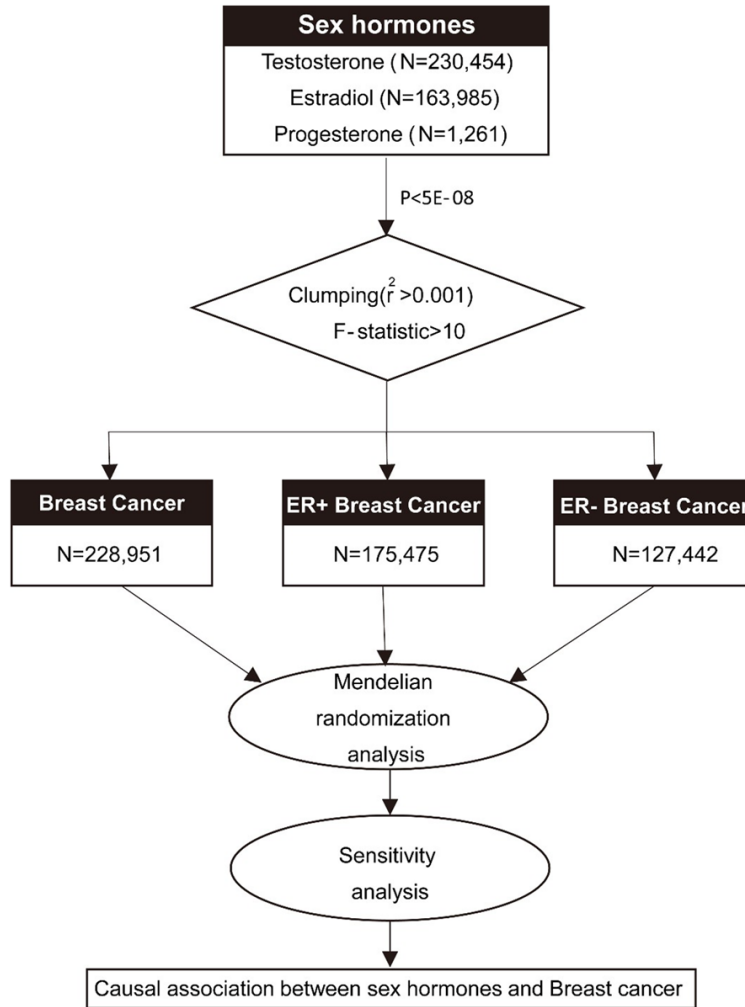 Sex hormones
Testosterone (N=230,454)
Estradiol (N=163,985)
Progesterone (N=1,261)
P<5E-08
Clumping(r²>0.001)
F-statistic>10
Breast Cancer
N=228,951
ER+ Breast Cancer
N=175,475
ER- Breast Cancer
N=127,442
Mendelian
randomization
analysis
Sensitivity
analysis
Causal association between sex hormones and Breast cancer